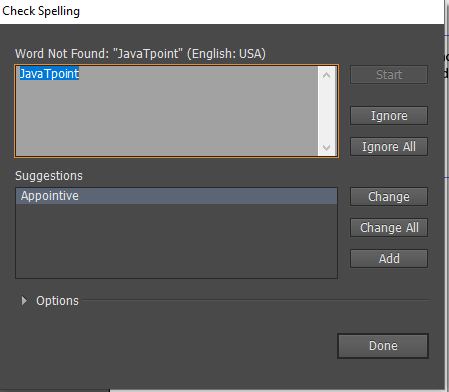 Check Spelling
Word Not Found: "JavaTpoint" (English: USA)
JavaTpoint
Start
Ignore
Ignore All
Suggestions
Appointive
Change
Change All
Add
Options
Done